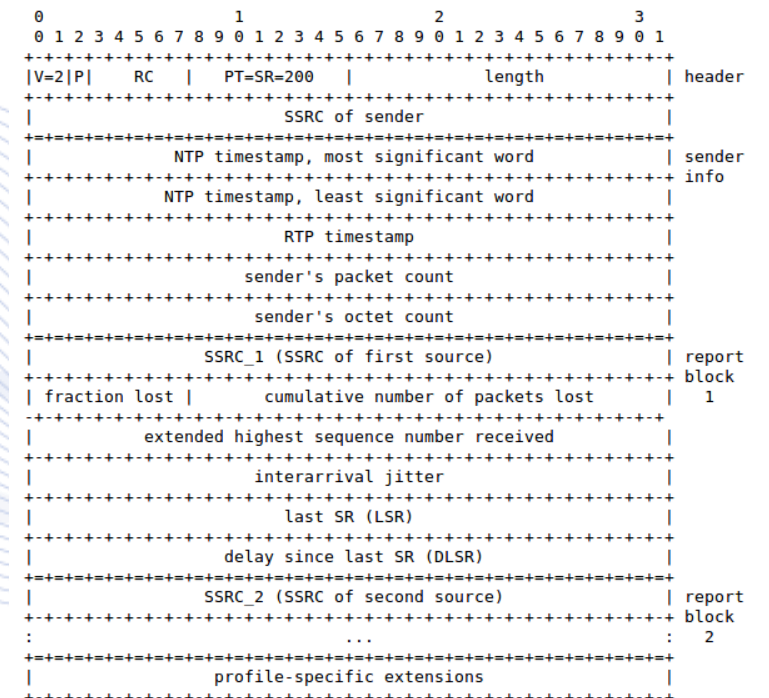 0                   1                   2                   3
 0 1 2 3 4 5 6 7 8 9 0 1 2 3 4 5 6 7 8 9 0 1 2 3 4 5 6 7 8 9 0 1
+-+-+-+-+-+-+-+-+-+-+-+-+-+-+-+-+-+-+-+-+-+-+-+-+-+-+-+-+-+-+-+-+
|V=2|P|    RC   |   PT=SR=200   |             length            | header
+-+-+-+-+-+-+-+-+-+-+-+-+-+-+-+-+-+-+-+-+-+-+-+-+-+-+-+-+-+-+-+-+
|                         SSRC of sender                        |
+=+=+=+=+=+=+=+=+=+=+=+=+=+=+=+=+=+=+=+=+=+=+=+=+=+=+=+=+=+=+=+=+
|              NTP timestamp, most significant word             | sender
+-+-+-+-+-+-+-+-+-+-+-+-+-+-+-+-+-+-+-+-+-+-+-+-+-+-+-+-+-+-+-+-+ info
|             NTP timestamp, least significant word             |
+-+-+-+-+-+-+-+-+-+-+-+-+-+-+-+-+-+-+-+-+-+-+-+-+-+-+-+-+-+-+-+-+
|                         RTP timestamp                         |
+-+-+-+-+-+-+-+-+-+-+-+-+-+-+-+-+-+-+-+-+-+-+-+-+-+-+-+-+-+-+-+-+
|                     sender's packet count                     |
+-+-+-+-+-+-+-+-+-+-+-+-+-+-+-+-+-+-+-+-+-+-+-+-+-+-+-+-+-+-+-+-+
|                      sender's octet count                     |
+=+=+=+=+=+=+=+=+=+=+=+=+=+=+=+=+=+=+=+=+=+=+=+=+=+=+=+=+=+=+=+=+
|                 SSRC_1 (SSRC of first source)                 | report
+-+-+-+-+-+-+-+-+-+-+-+-+-+-+-+-+-+-+-+-+-+-+-+-+-+-+-+-+-+-+-+-+ block
| fraction lost |       cumulative number of packets lost       |   1
-+-+-+-+-+-+-+-+-+-+-+-+-+-+-+-+-+-+-+-+-+-+-+-+-+-+-+-+-+-+-+-+
|           extended highest sequence number received           |
+-+-+-+-+-+-+-+-+-+-+-+-+-+-+-+-+-+-+-+-+-+-+-+-+-+-+-+-+-+-+-+-+
|                      interarrival jitter                      |
+-+-+-+-+-+-+-+-+-+-+-+-+-+-+-+-+-+-+-+-+-+-+-+-+-+-+-+-+-+-+-+-+
|                         last SR (LSR)                         |
+-+-+-+-+-+-+-+-+-+-+-+-+-+-+-+-+-+-+-+-+-+-+-+-+-+-+-+-+-+-+-+-+
|                   delay since last SR (DLSR)                  |
+=+=+=+=+=+=+=+=+=+=+=+=+=+=+=+=+=+=+=+=+=+=+=+=+=+=+=+=+=+=+=+=+
|                 SSRC_2 (SSRC of second source)                | report
+-+-+-+-+-+-+-+-+-+-+-+-+-+-+-+-+-+-+-+-+-+-+-+-+-+-+-+-+-+-+-+-+ block
:                               ...                             :   2
+=+=+=+=+=+=+=+=+=+=+=+=+=+=+=+=+=+=+=+=+=+=+=+=+=+=+=+=+=+=+=+=+
|                  profile-specific extensions                  |
+-+-+-+-+-+-+-+-+-+-+-+-+-+-+-+-+-+-+-+-+-+-+-+-+-+-+-+-+-+-+-+-+